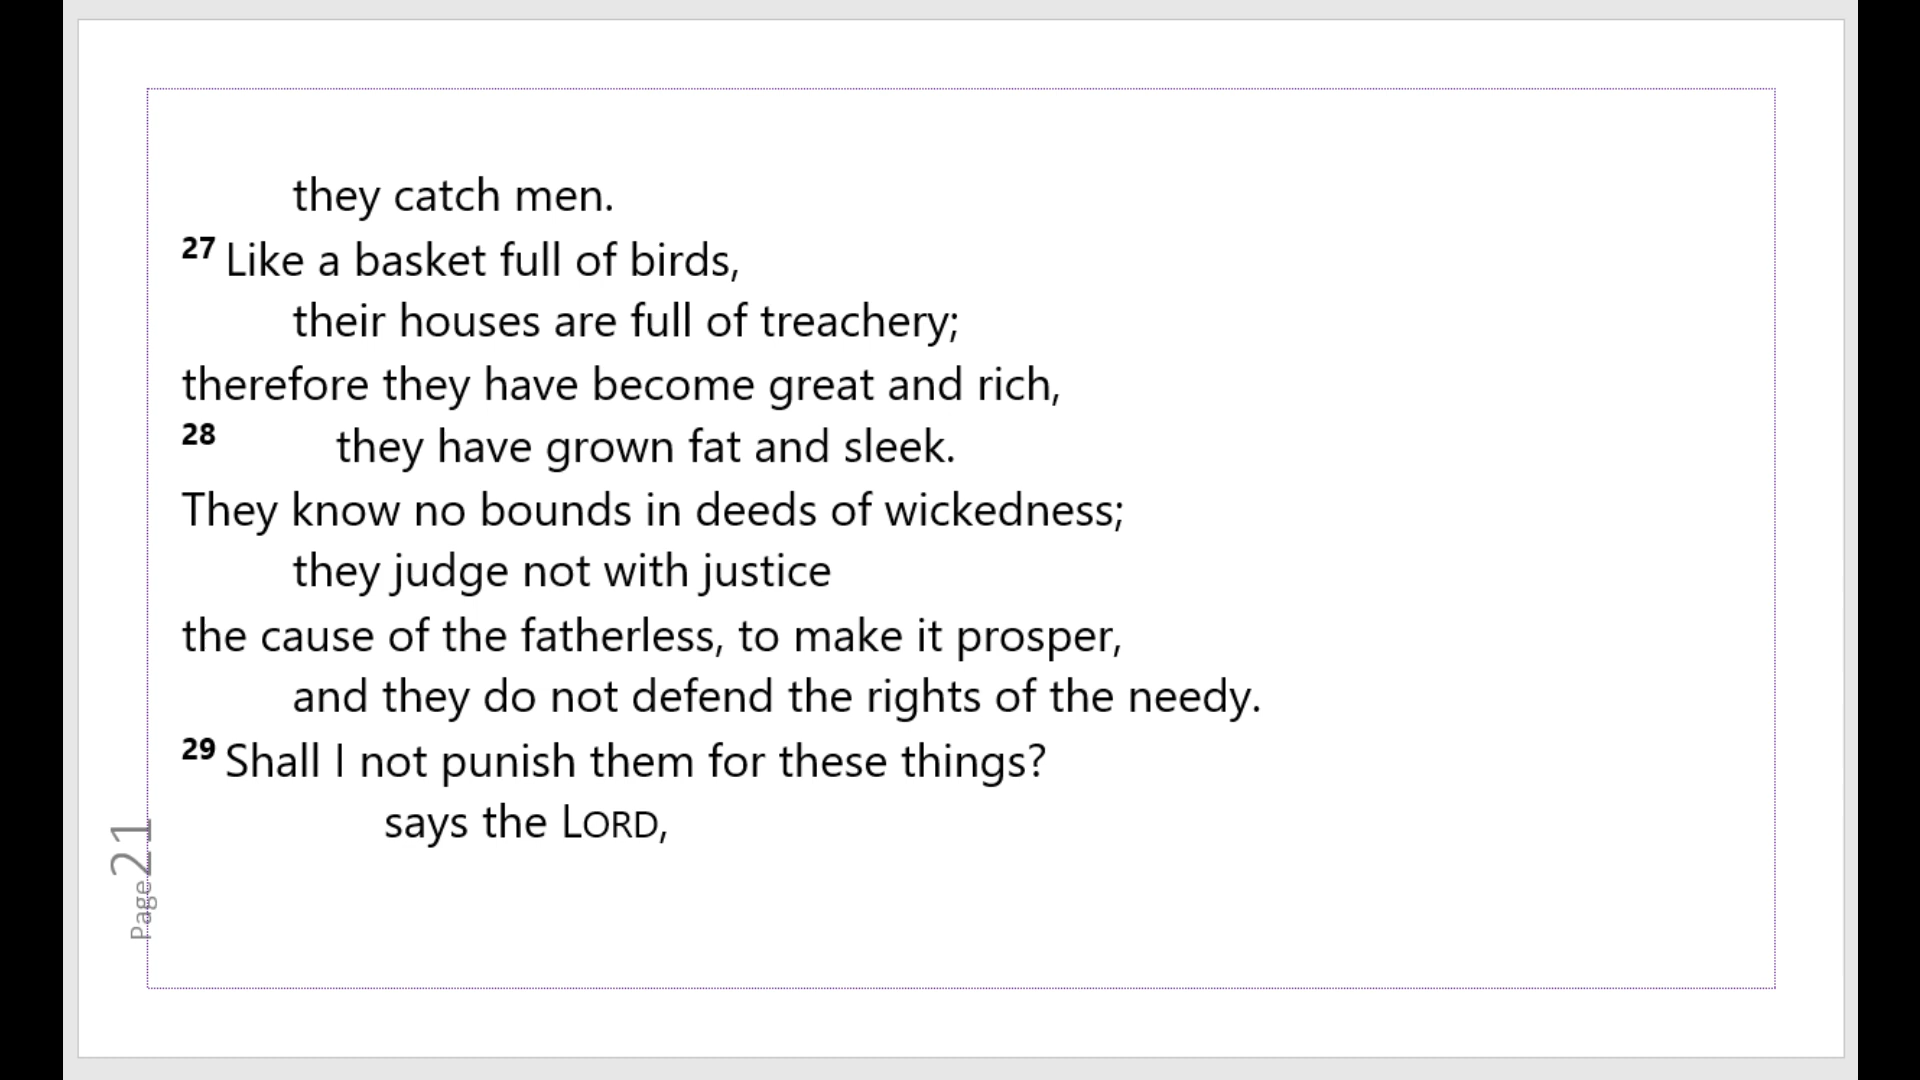 they catch men.
27 Like a basket full of birds,
their houses are full of treachery;
therefore they have become great and rich,
28 they have grown fat and sleek.
They know no bounds in deeds of wickedness;
they judge not with justice
the cause of the fatherless, to make it prosper,
and they do not defend the rights of the needy.
29 Shall I not punish them for these things?
says the LORD,
Page 21